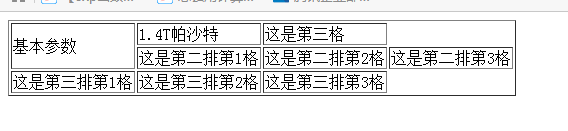 基本参数
1.4T帕沙特
这是第三格
这是第二排第1格
这是第二排第2格
这是第二排第3格
这是第三排第1格
这是第三排第2格
这是第三排第3格